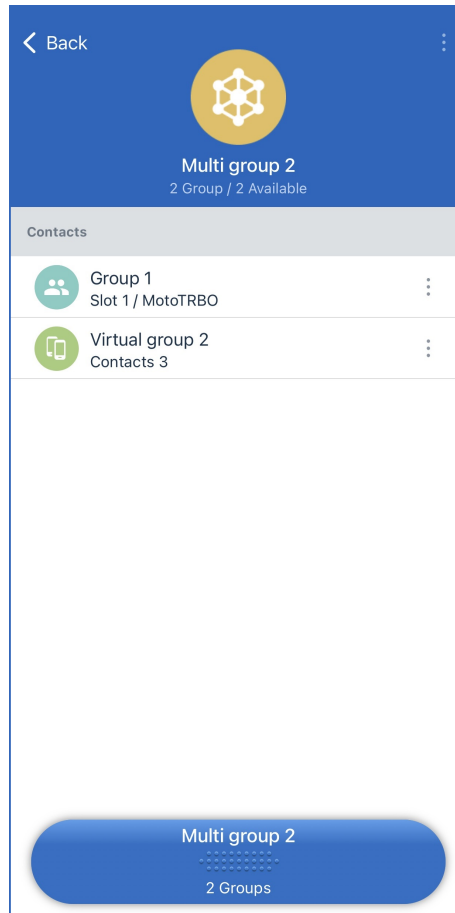 Back
Multi group 2
2 Group / 2 Available
Contacts
Group 1
Slot 1 / MotoTRBO
Virtual group 2
Contacts 3
Multi group 2
2 Groups